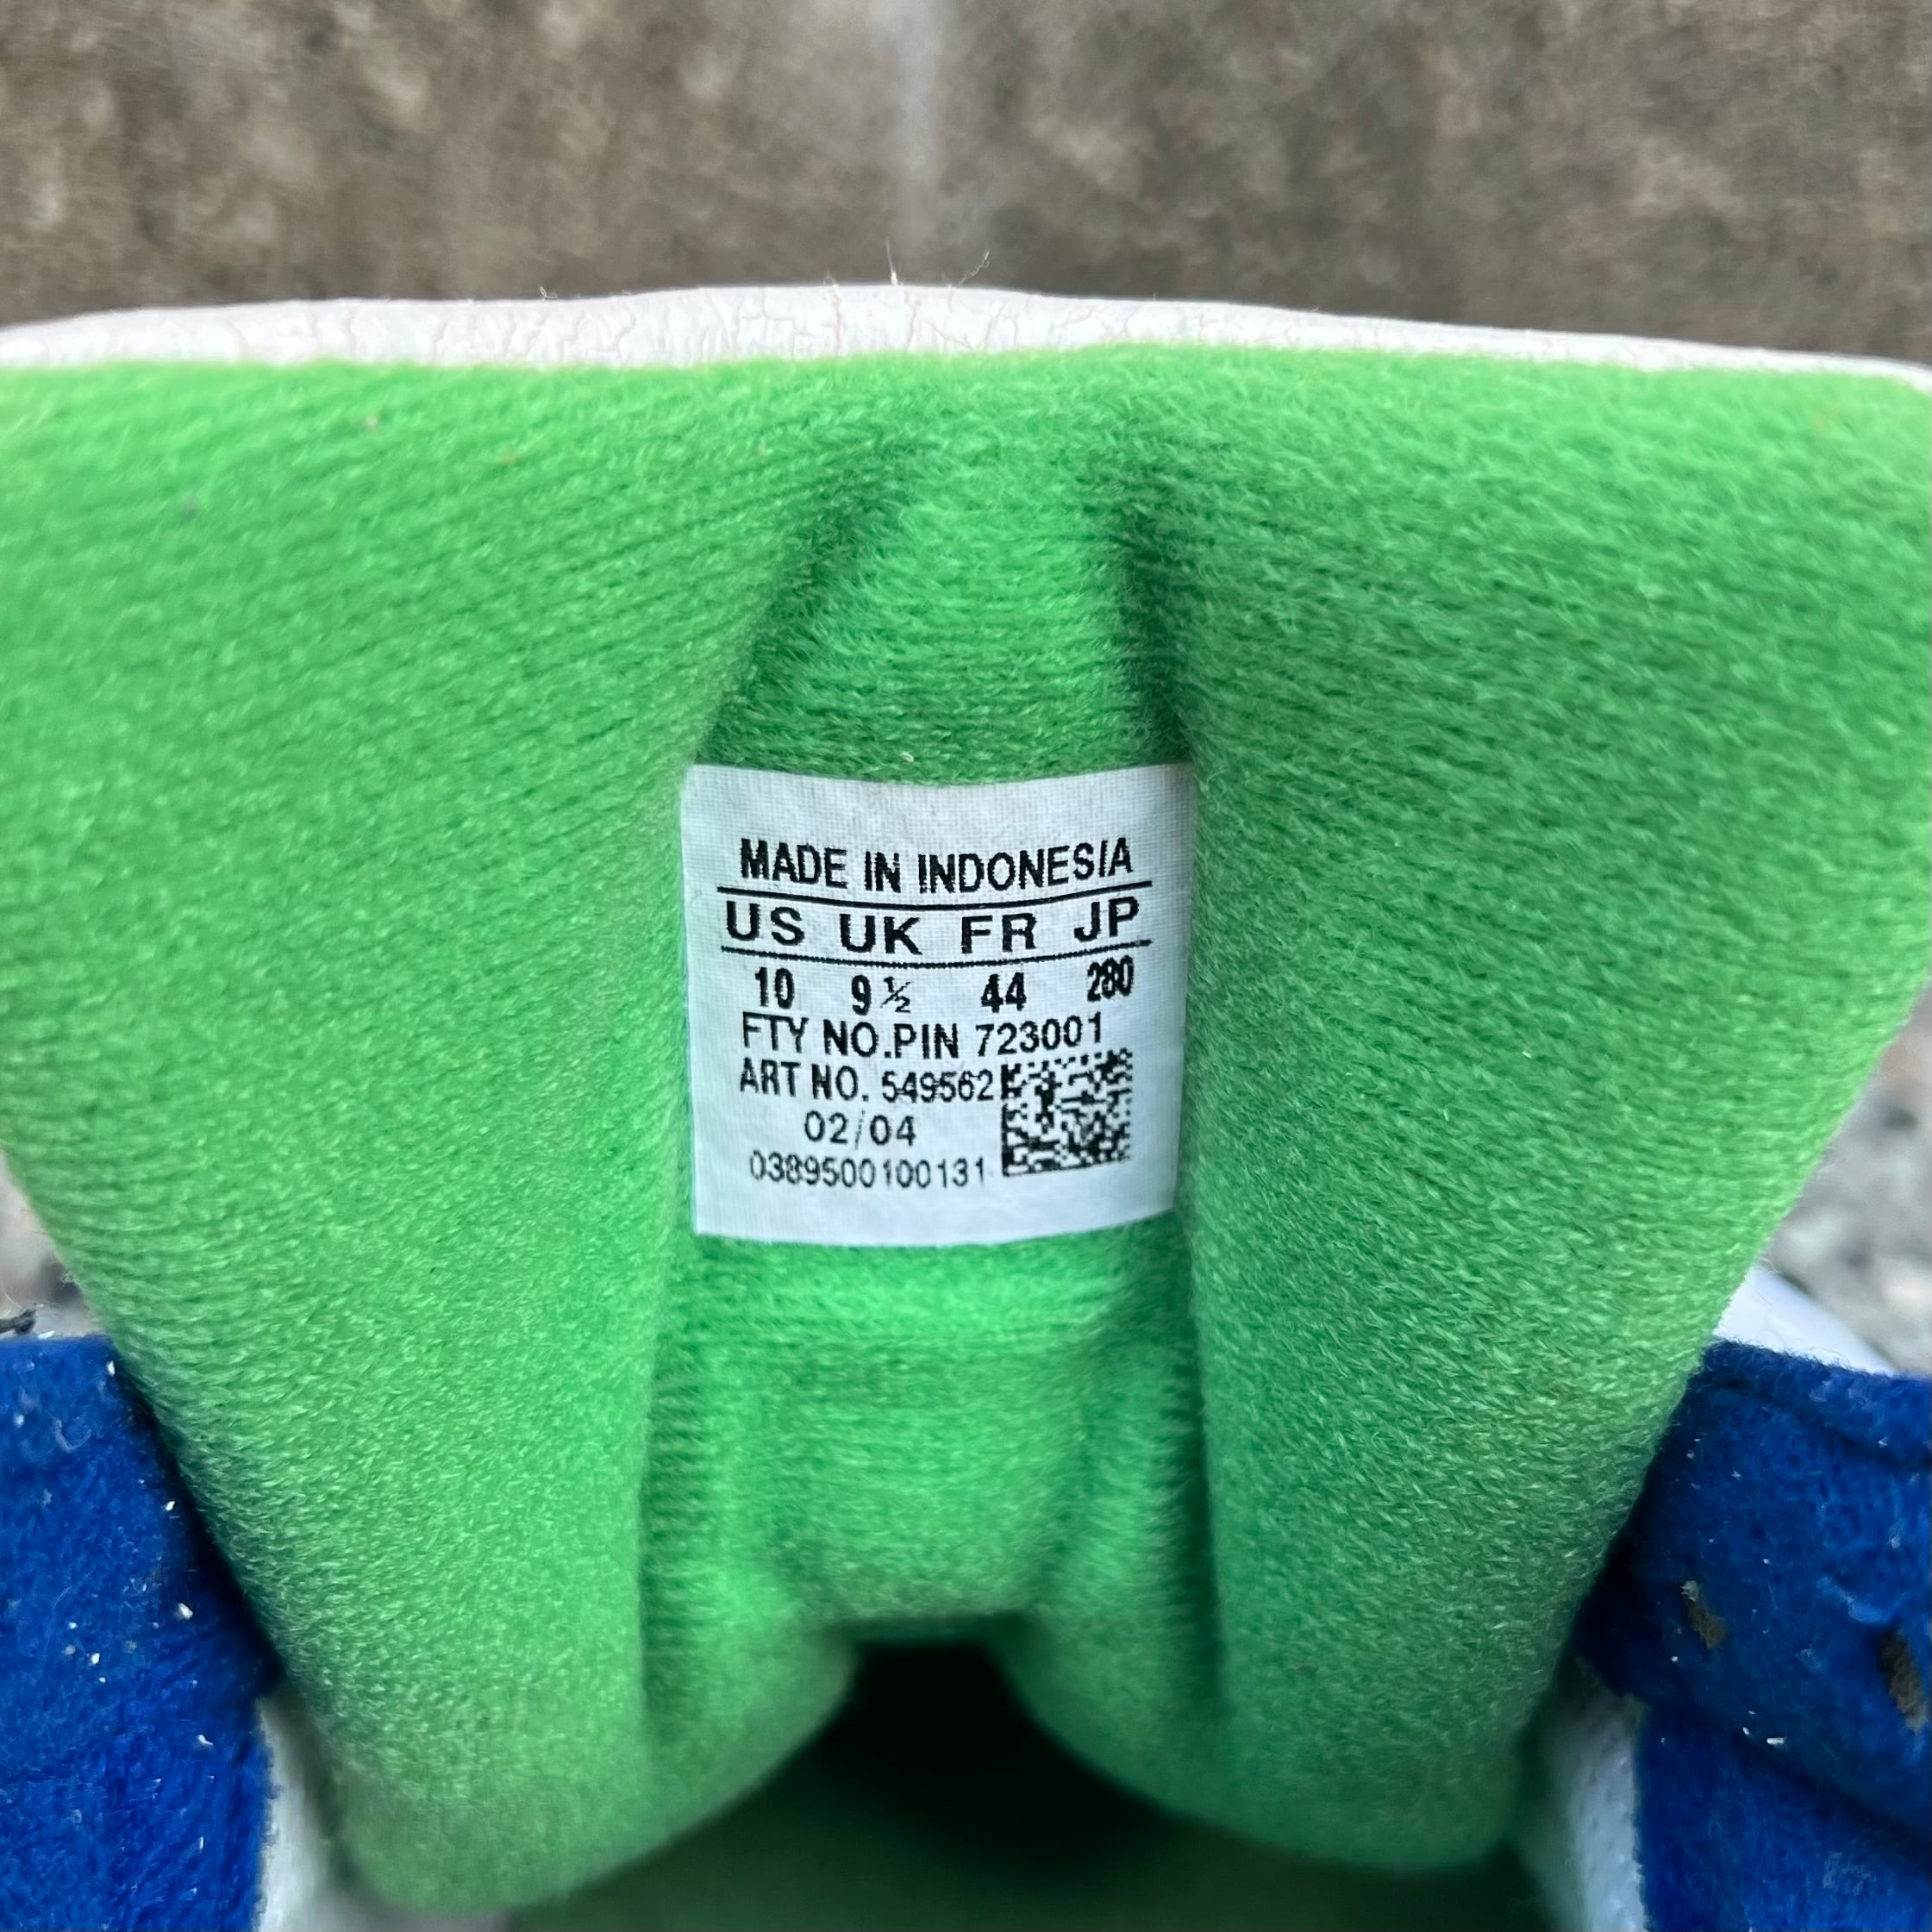 MADE IN INDONESIA
US UK FR JP
10 9½ 44 280
FTY NO.PIN 723001
ART NO. 549562
02/04
0389500100131